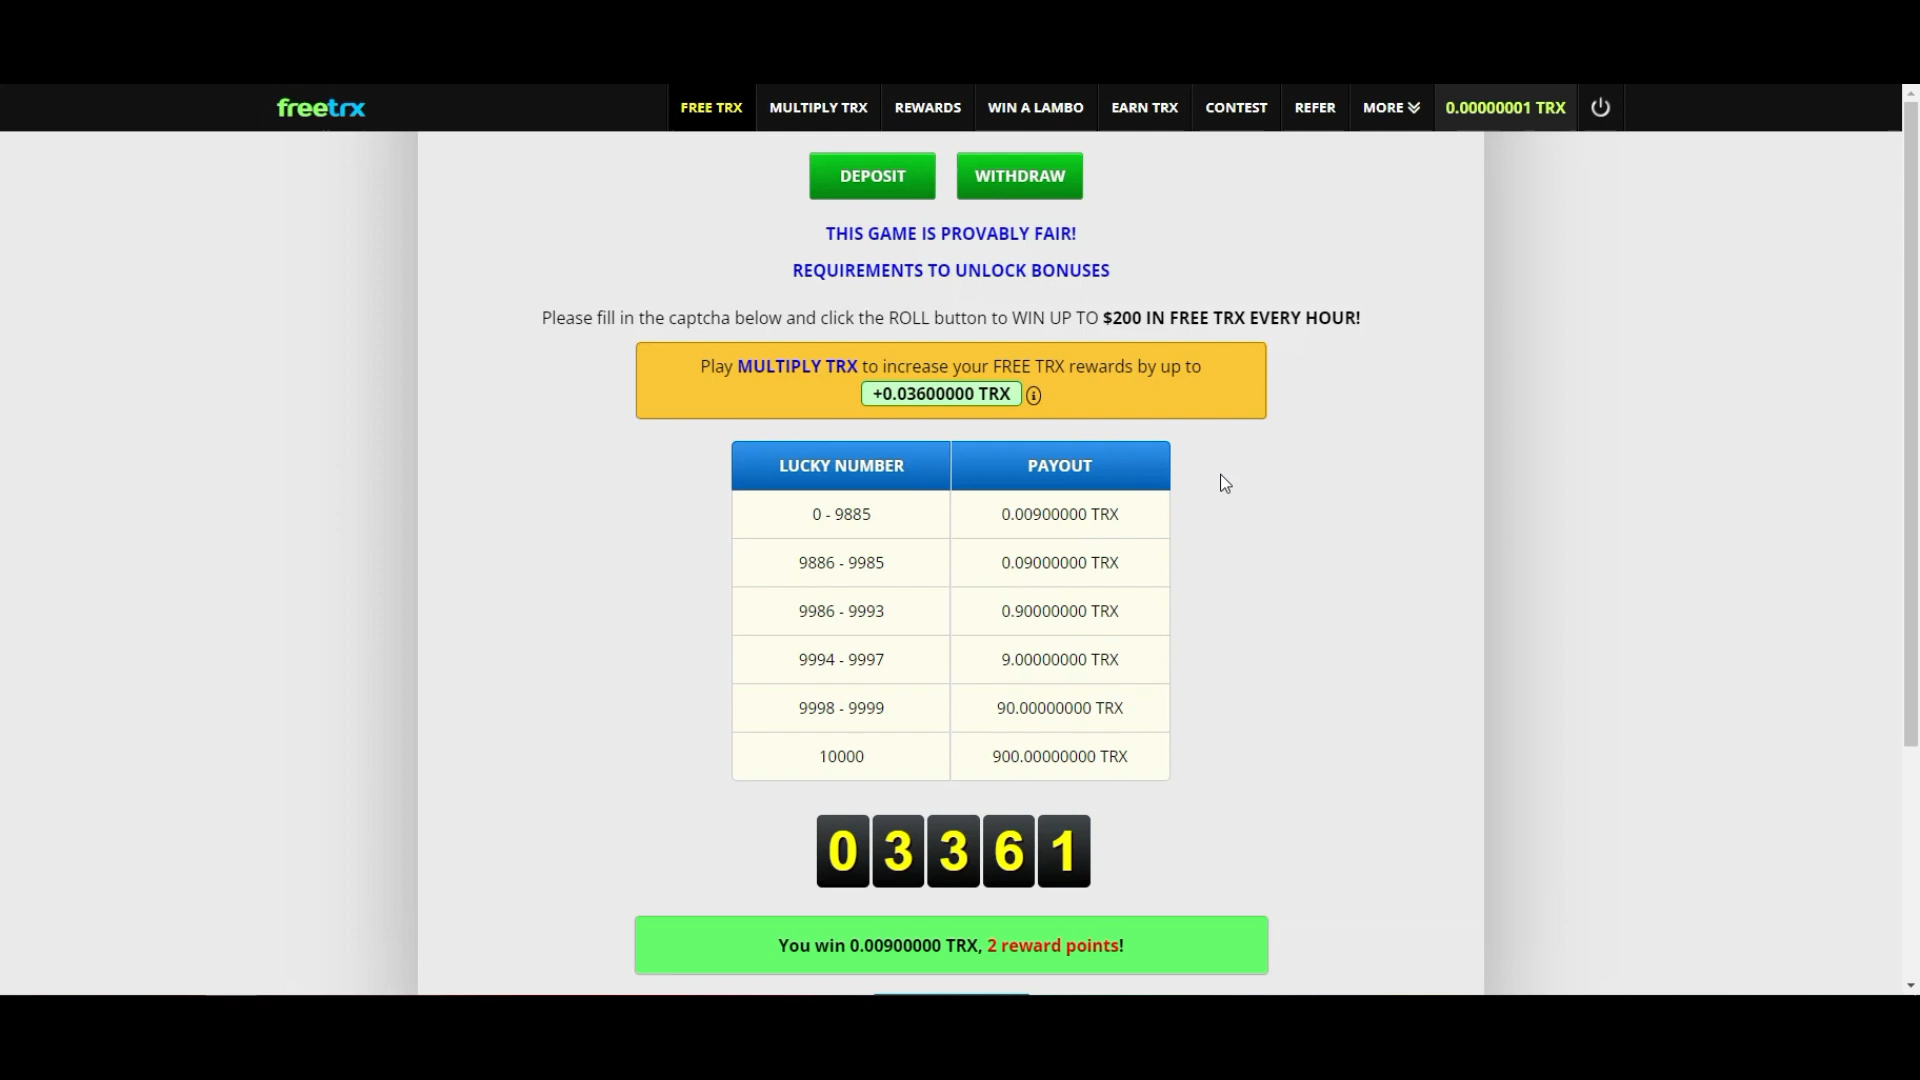 freetrx
FREE TRX MULTIPLY TRX REWARDS WIN A LAMBO EARN TRX CONTEST REFER MORE 0.00000001 TRX
DEPOSIT WITHDRAW
THIS GAME IS PROVABLY FAIR!
REQUIREMENTS TO UNLOCK BONUSES
Please fill in the captcha below and click the ROLL button to WIN UP TO $200 IN FREE TRX EVERY HOUR!
Play MULTIPLY TRX to increase your FREE TRX rewards by up to
+0.03600000 TRX i
LUCKY NUMBER PAYOUT
0 - 9885 0.00900000 TRX
9886 - 9985 0.09000000 TRX
9986 - 9993 0.90000000 TRX
9994 - 9997 9.00000000 TRX
9998 - 9999 90.00000000 TRX
10000 900.00000000 TRX
0 3 3 6 1
You win 0.00900000 TRX, 2 reward points!